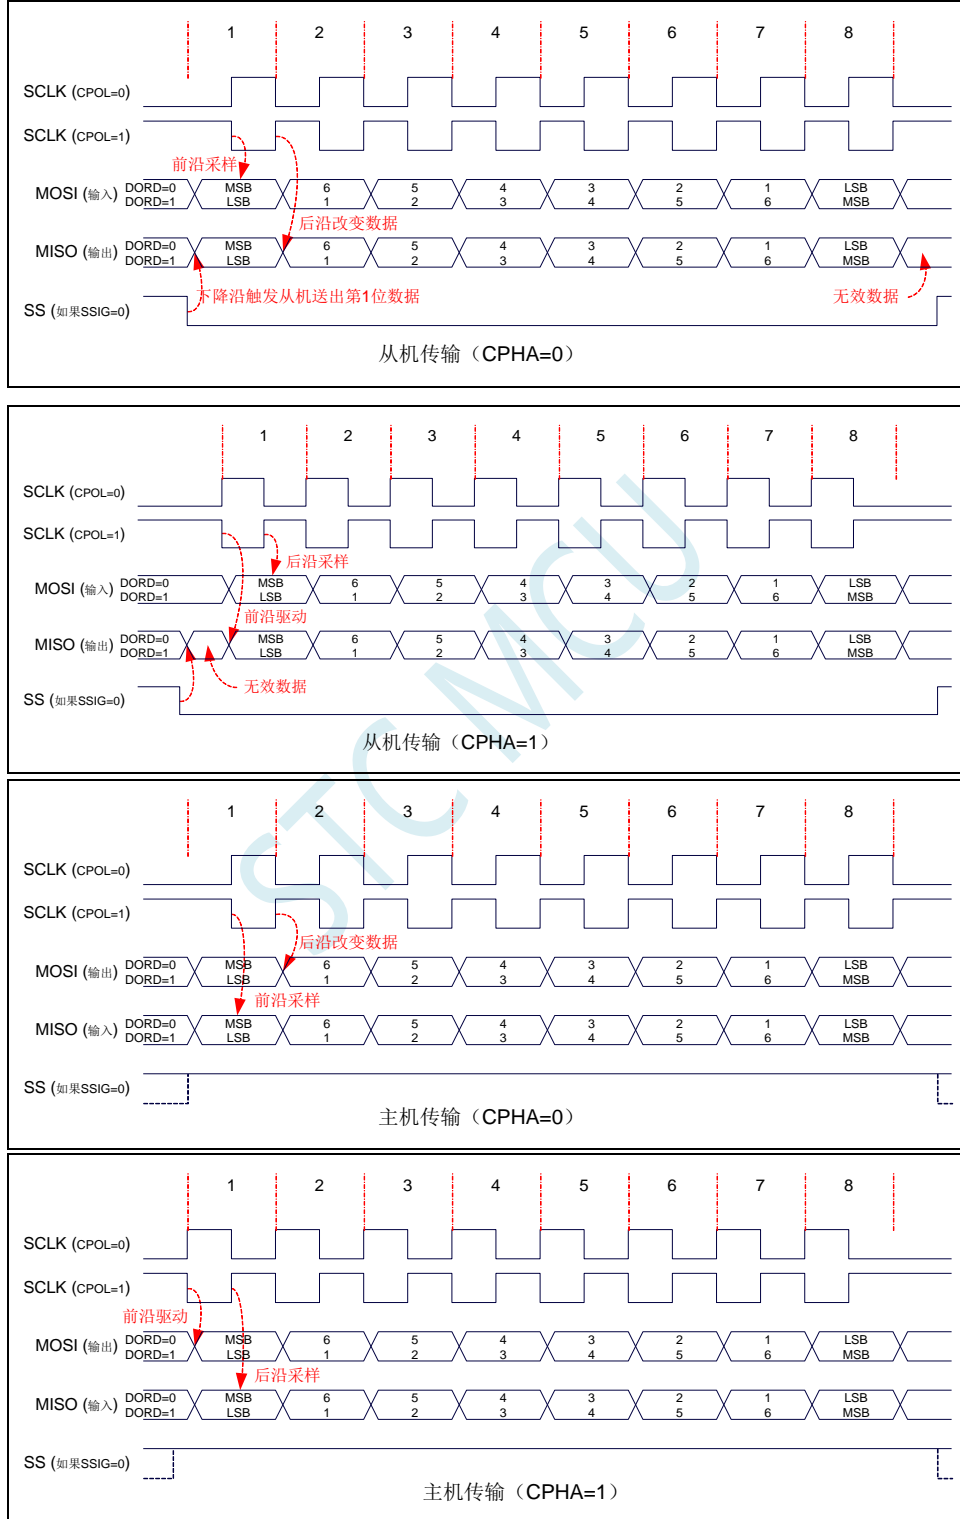 1 2 3 4 5 6 7 8
SCLK (CPOL=0)
SCLK (CPOL=1)
前沿采样
MOSI (输入) DORD=0 MSB 6 5 4 3 2 1 LSB
DORD=1 LSB 1 2 3 4 5 6 MSB
后沿改变数据
MISO (输出) DORD=0 MSB 6 5 4 3 2 1 LSB
DORD=1 LSB 1 2 3 4 5 6 MSB
下降沿触发从机送出第1位数据 无效数据
SS (如果SSIG=0)
从机传输（CPHA=0）
1 2 3 4 5 6 7 8
SCLK (CPOL=0)
SCLK (CPOL=1)
后沿采样
MOSI (输入) DORD=0 MSB 6 5 4 3 2 1 LSB
DORD=1 LSB 1 2 3 4 5 6 MSB
前沿驱动
MISO (输出) DORD=0 MSB 6 5 4 3 2 1 LSB
DORD=1 LSB 1 2 3 4 5 6 MSB
无效数据
SS (如果SSIG=0)
从机传输（CPHA=1）
STC MCU
1 2 3 4 5 6 7 8
SCLK (CPOL=0)
SCLK (CPOL=1)
后沿改变数据
MOSI (输出) DORD=0 MSB 6 5 4 3 2 1 LSB
DORD=1 LSB 1 2 3 4 5 6 MSB
前沿采样
MISO (输入) DORD=0 MSB 6 5 4 3 2 1 LSB
DORD=1 LSB 1 2 3 4 5 6 MSB
SS (如果SSIG=0)
主机传输（CPHA=0）
1 2 3 4 5 6 7 8
SCLK (CPOL=0)
SCLK (CPOL=1)
前沿驱动
MOSI (输出) DORD=0 MSB 6 5 4 3 2 1 LSB
DORD=1 LSB 1 2 3 4 5 6 MSB
后沿采样
MISO (输入) DORD=0 MSB 6 5 4 3 2 1 LSB
DORD=1 LSB 1 2 3 4 5 6 MSB
SS (如果SSIG=0)
主机传输（CPHA=1）